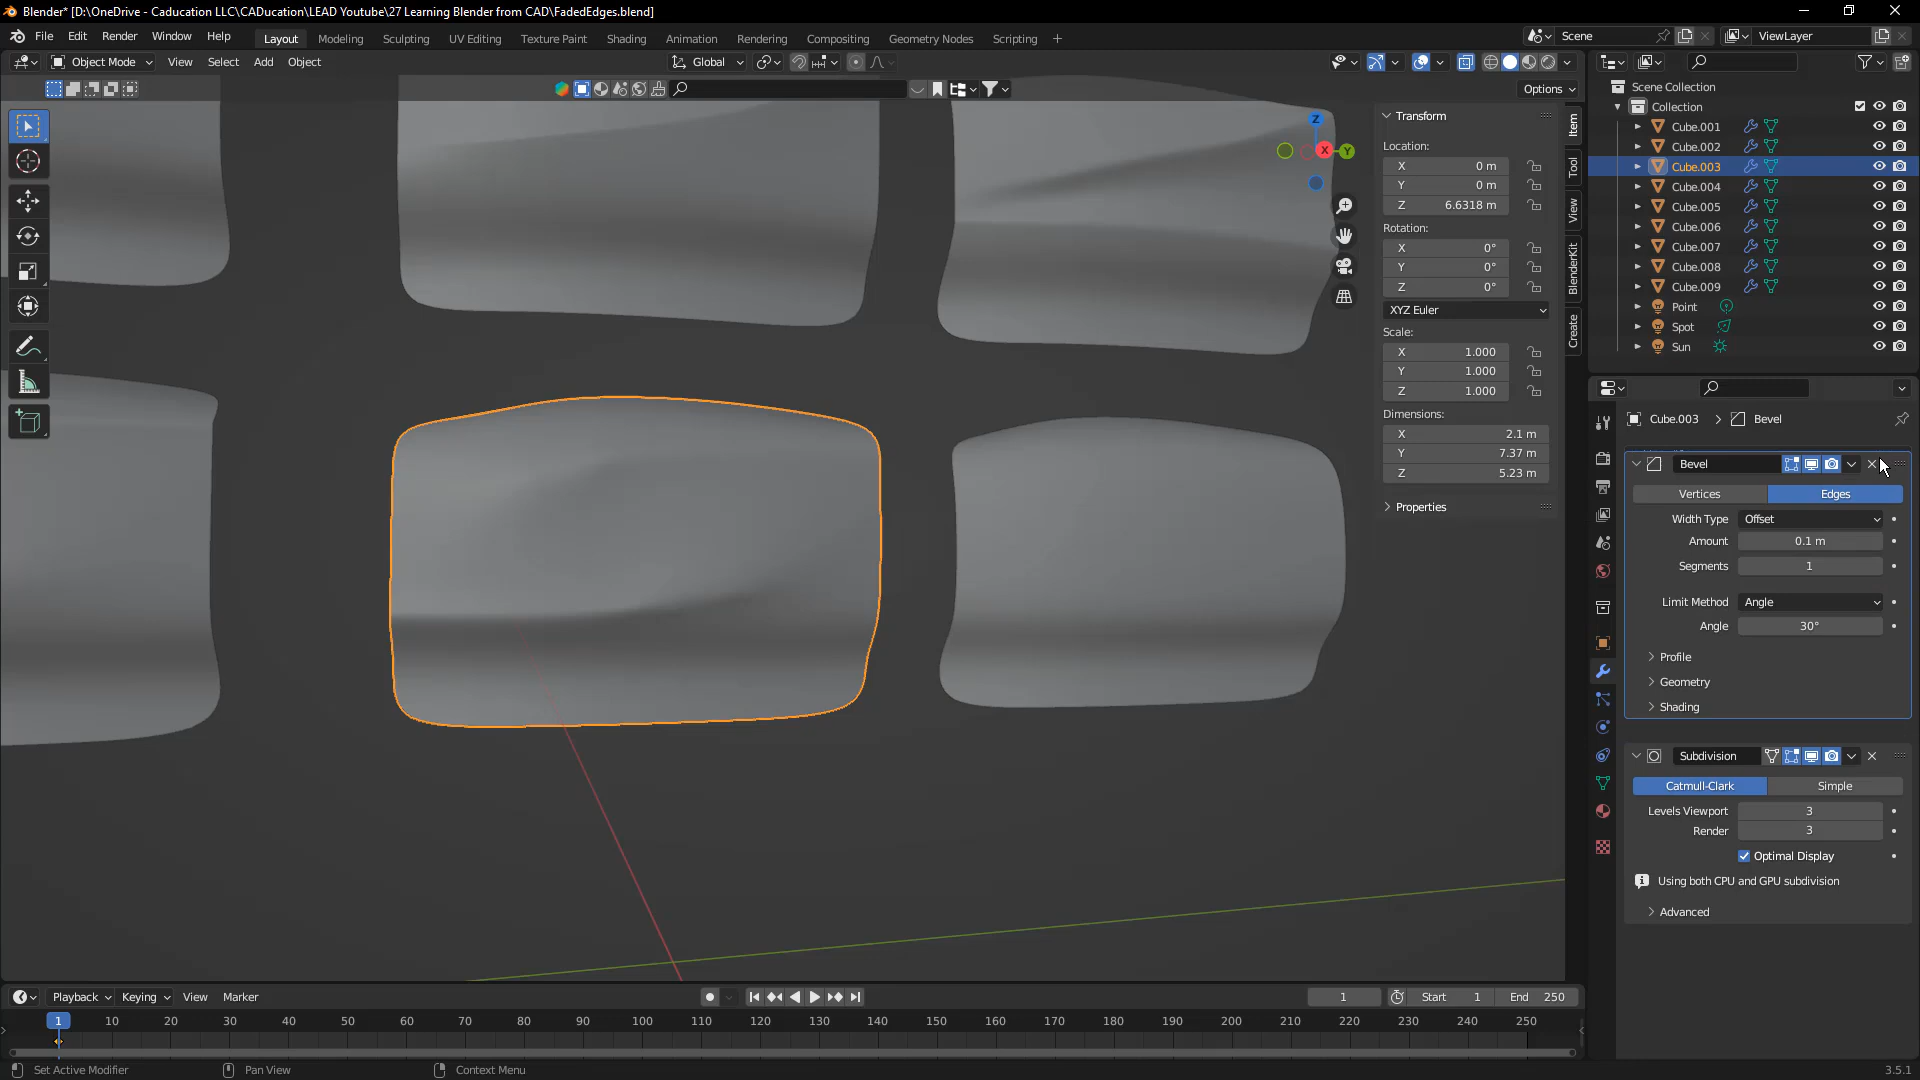 Blender* [D:\OneDrive - Caducation LLC\CADucation\LEAD Youtube\27 Learning Blender from CAD\FadedEdges.blend]
File Edit Render Window Help Layout Modeling Sculpting UV Editing Texture Paint Shading Animation Rendering Compositing Geometry Nodes Scripting + Scene ViewLayer
Object Mode View Select Add Object Global
Options
Z
X
Y
Transform
Location:
X 0 m
Y 0 m
Z 6.6318 m
Rotation:
X 0°
Y 0°
Z 0°
XYZ Euler
Scale:
X 1.000
Y 1.000
Z 1.000
Dimensions:
X 2.1 m
Y 7.37 m
Z 5.23 m
Properties
Item
Tool
View
BlenderKit
Create
Scene Collection
Collection
Cube.001
Cube.002
Cube.003
Cube.004
Cube.005
Cube.006
Cube.007
Cube.008
Cube.009
Point
Spot
Sun
Cube.003 > Bevel
Bevel
Vertices Edges
Width Type Offset
Amount 0.1 m
Segments 1
Limit Method Angle
Angle 30°
Profile
Geometry
Shading
Subdivision
Catmull-Clark Simple
Levels Viewport 3
Render 3
Optimal Display
Using both CPU and GPU subdivision
Advanced
Playback Keying View Marker 1 Start 1 End 250
1 10 20 30 40 50 60 70 80 90 100 110 120 130 140 150 160 170 180 190 200 210 220 230 240 250
Set Active Modifier Pan View Context Menu 3.5.1